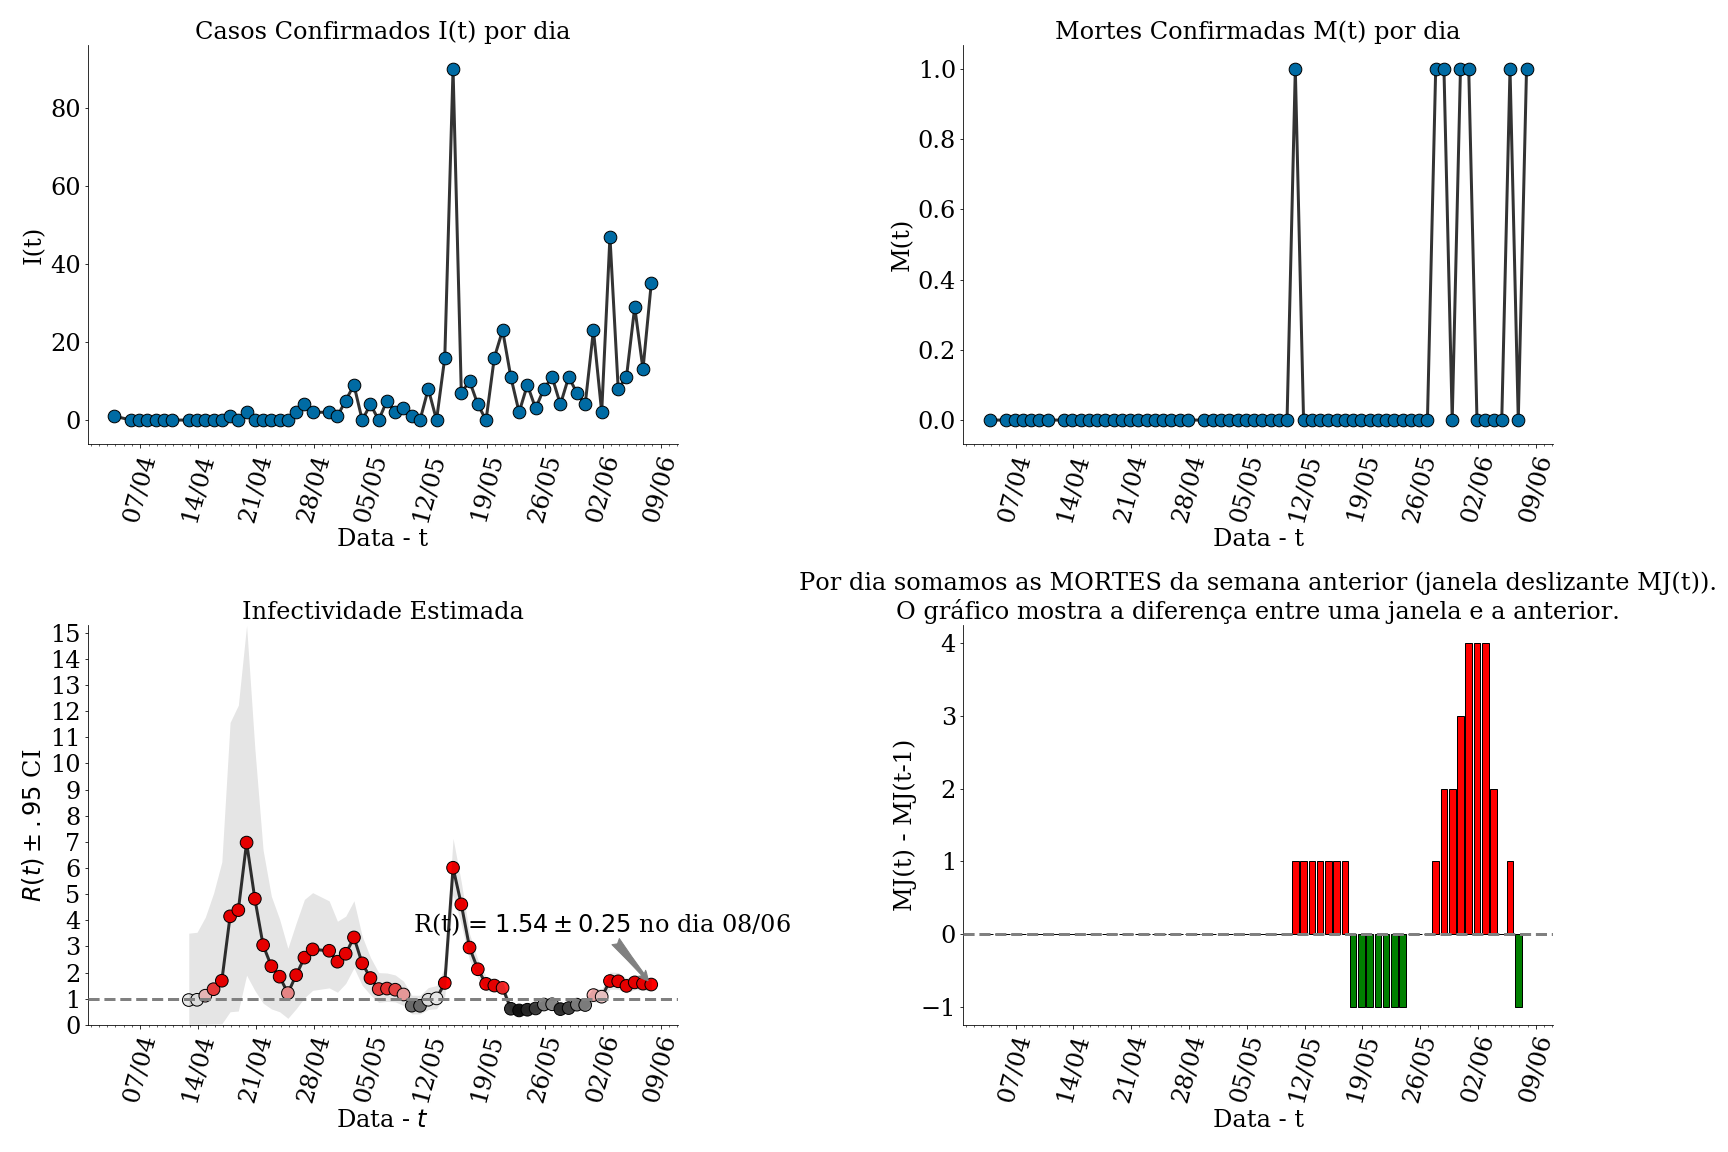 Casos Confirmados I(t) por dia
I(t)
80
60
40
20
0
07/04 14/04 21/04 28/04 05/05 12/05 19/05 26/05 02/06 09/06
Data - t
Mortes Confirmadas M(t) por dia
M(t)
1.0
0.8
0.6
0.4
0.2
0.0
07/04 14/04 21/04 28/04 05/05 12/05 19/05 26/05 02/06 09/06
Data - t
Infectividade Estimada
R(t) ± .95 CI
15
14
13
12
11
10
9
8
7
6
5
4
3
2
1
0
R(t) = 1.54 ± 0.25 no dia 08/06
07/04 14/04 21/04 28/04 05/05 12/05 19/05 26/05 02/06 09/06
Data - t
Por dia somamos as MORTES da semana anterior (janela deslizante MJ(t)).
O gráfico mostra a diferença entre uma janela e a anterior.
MJ(t) - MJ(t-1)
4
3
2
1
0
−1
07/04 14/04 21/04 28/04 05/05 12/05 19/05 26/05 02/06 09/06
Data - t